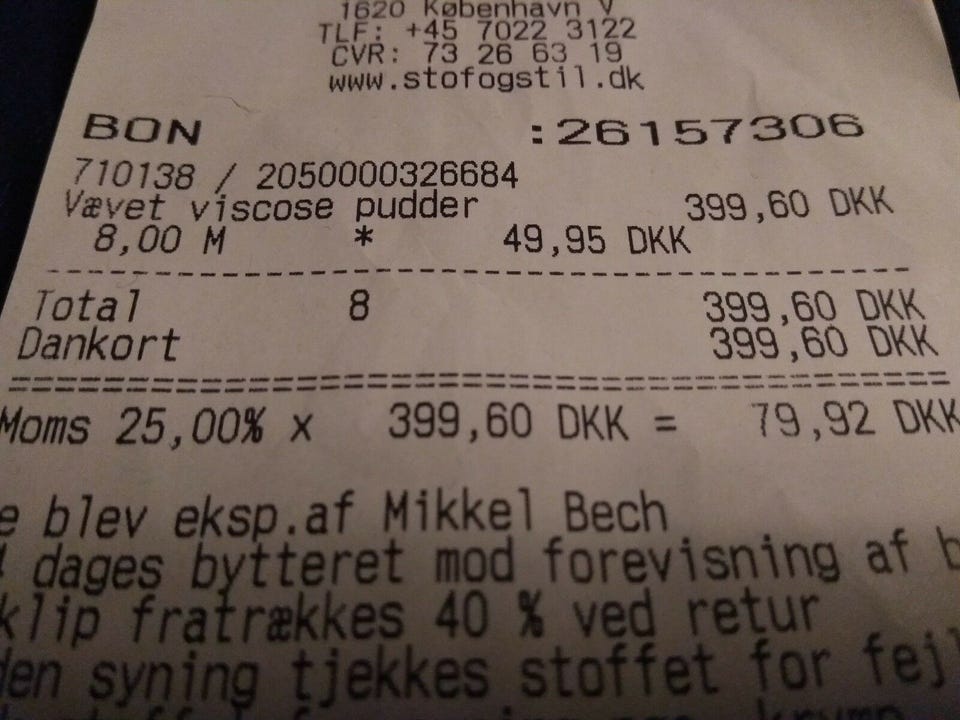 1620 København V
TLF: +45 7022 3122
CVR: 73 26 63 19
www.stofogstil.dk
BON :26157306
710138 / 2050000326684
Vævet viscose pudder 399,60 DKK
8,00 M * 49,95 DKK
Total 8 399,60 DKK
Dankort 399,60 DKK
Moms 25,00% x 399,60 DKK = 79,92 DKK
e blev eksp.af Mikkel Bech
dages bytteret mod forevisning af b
klip fratrækkes 40 % ved retur
den syning tjekkes stoffet for fejl